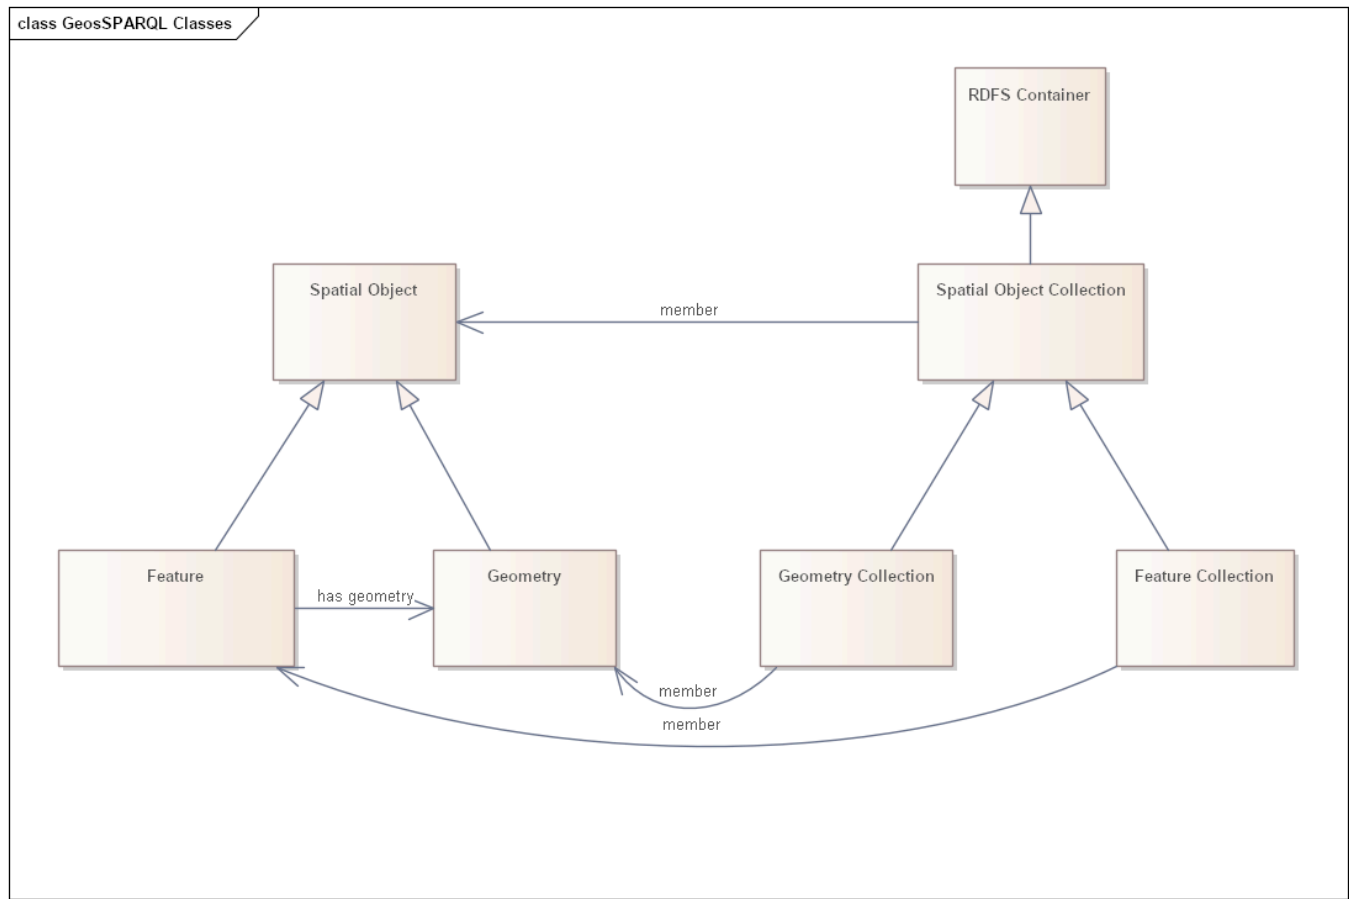 class GeosSPARQL Classes
RDFS Container
Spatial Object
Spatial Object Collection
member
Feature
Geometry
Geometry Collection
Feature Collection
has geometry
member
member